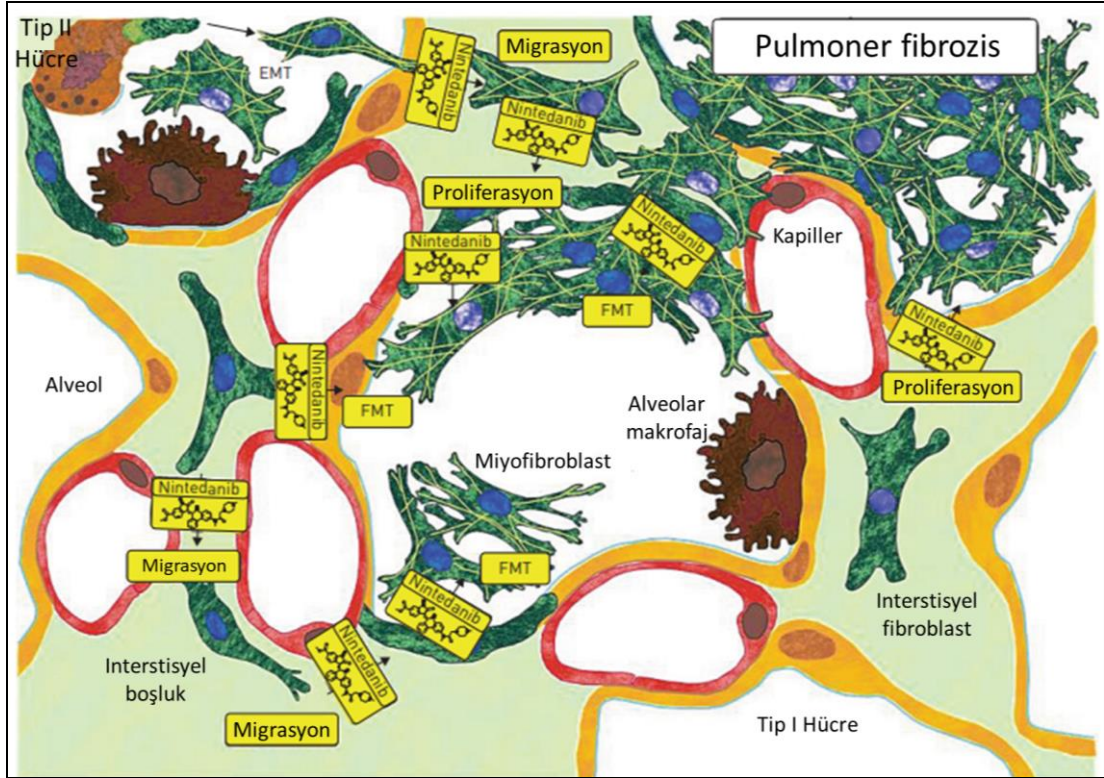 Tip II
Hücre
EMT
Nintedanib
Migrasyon
Pulmoner fibrozis
Nintedanib
Proliferasyon
Nintedanib
Nintedanib
Kapiller
FMT
Nintedanib
Proliferasyon
Alveol
Nintedanib
FMT
Alveolar
makrofaj
Miyofibroblast
Nintedanib
Migrasyon
FMT
Nintedanib
Interstisyel
fibroblast
Interstisyel
boşluk
Nintedanib
Migrasyon
Tip I Hücre